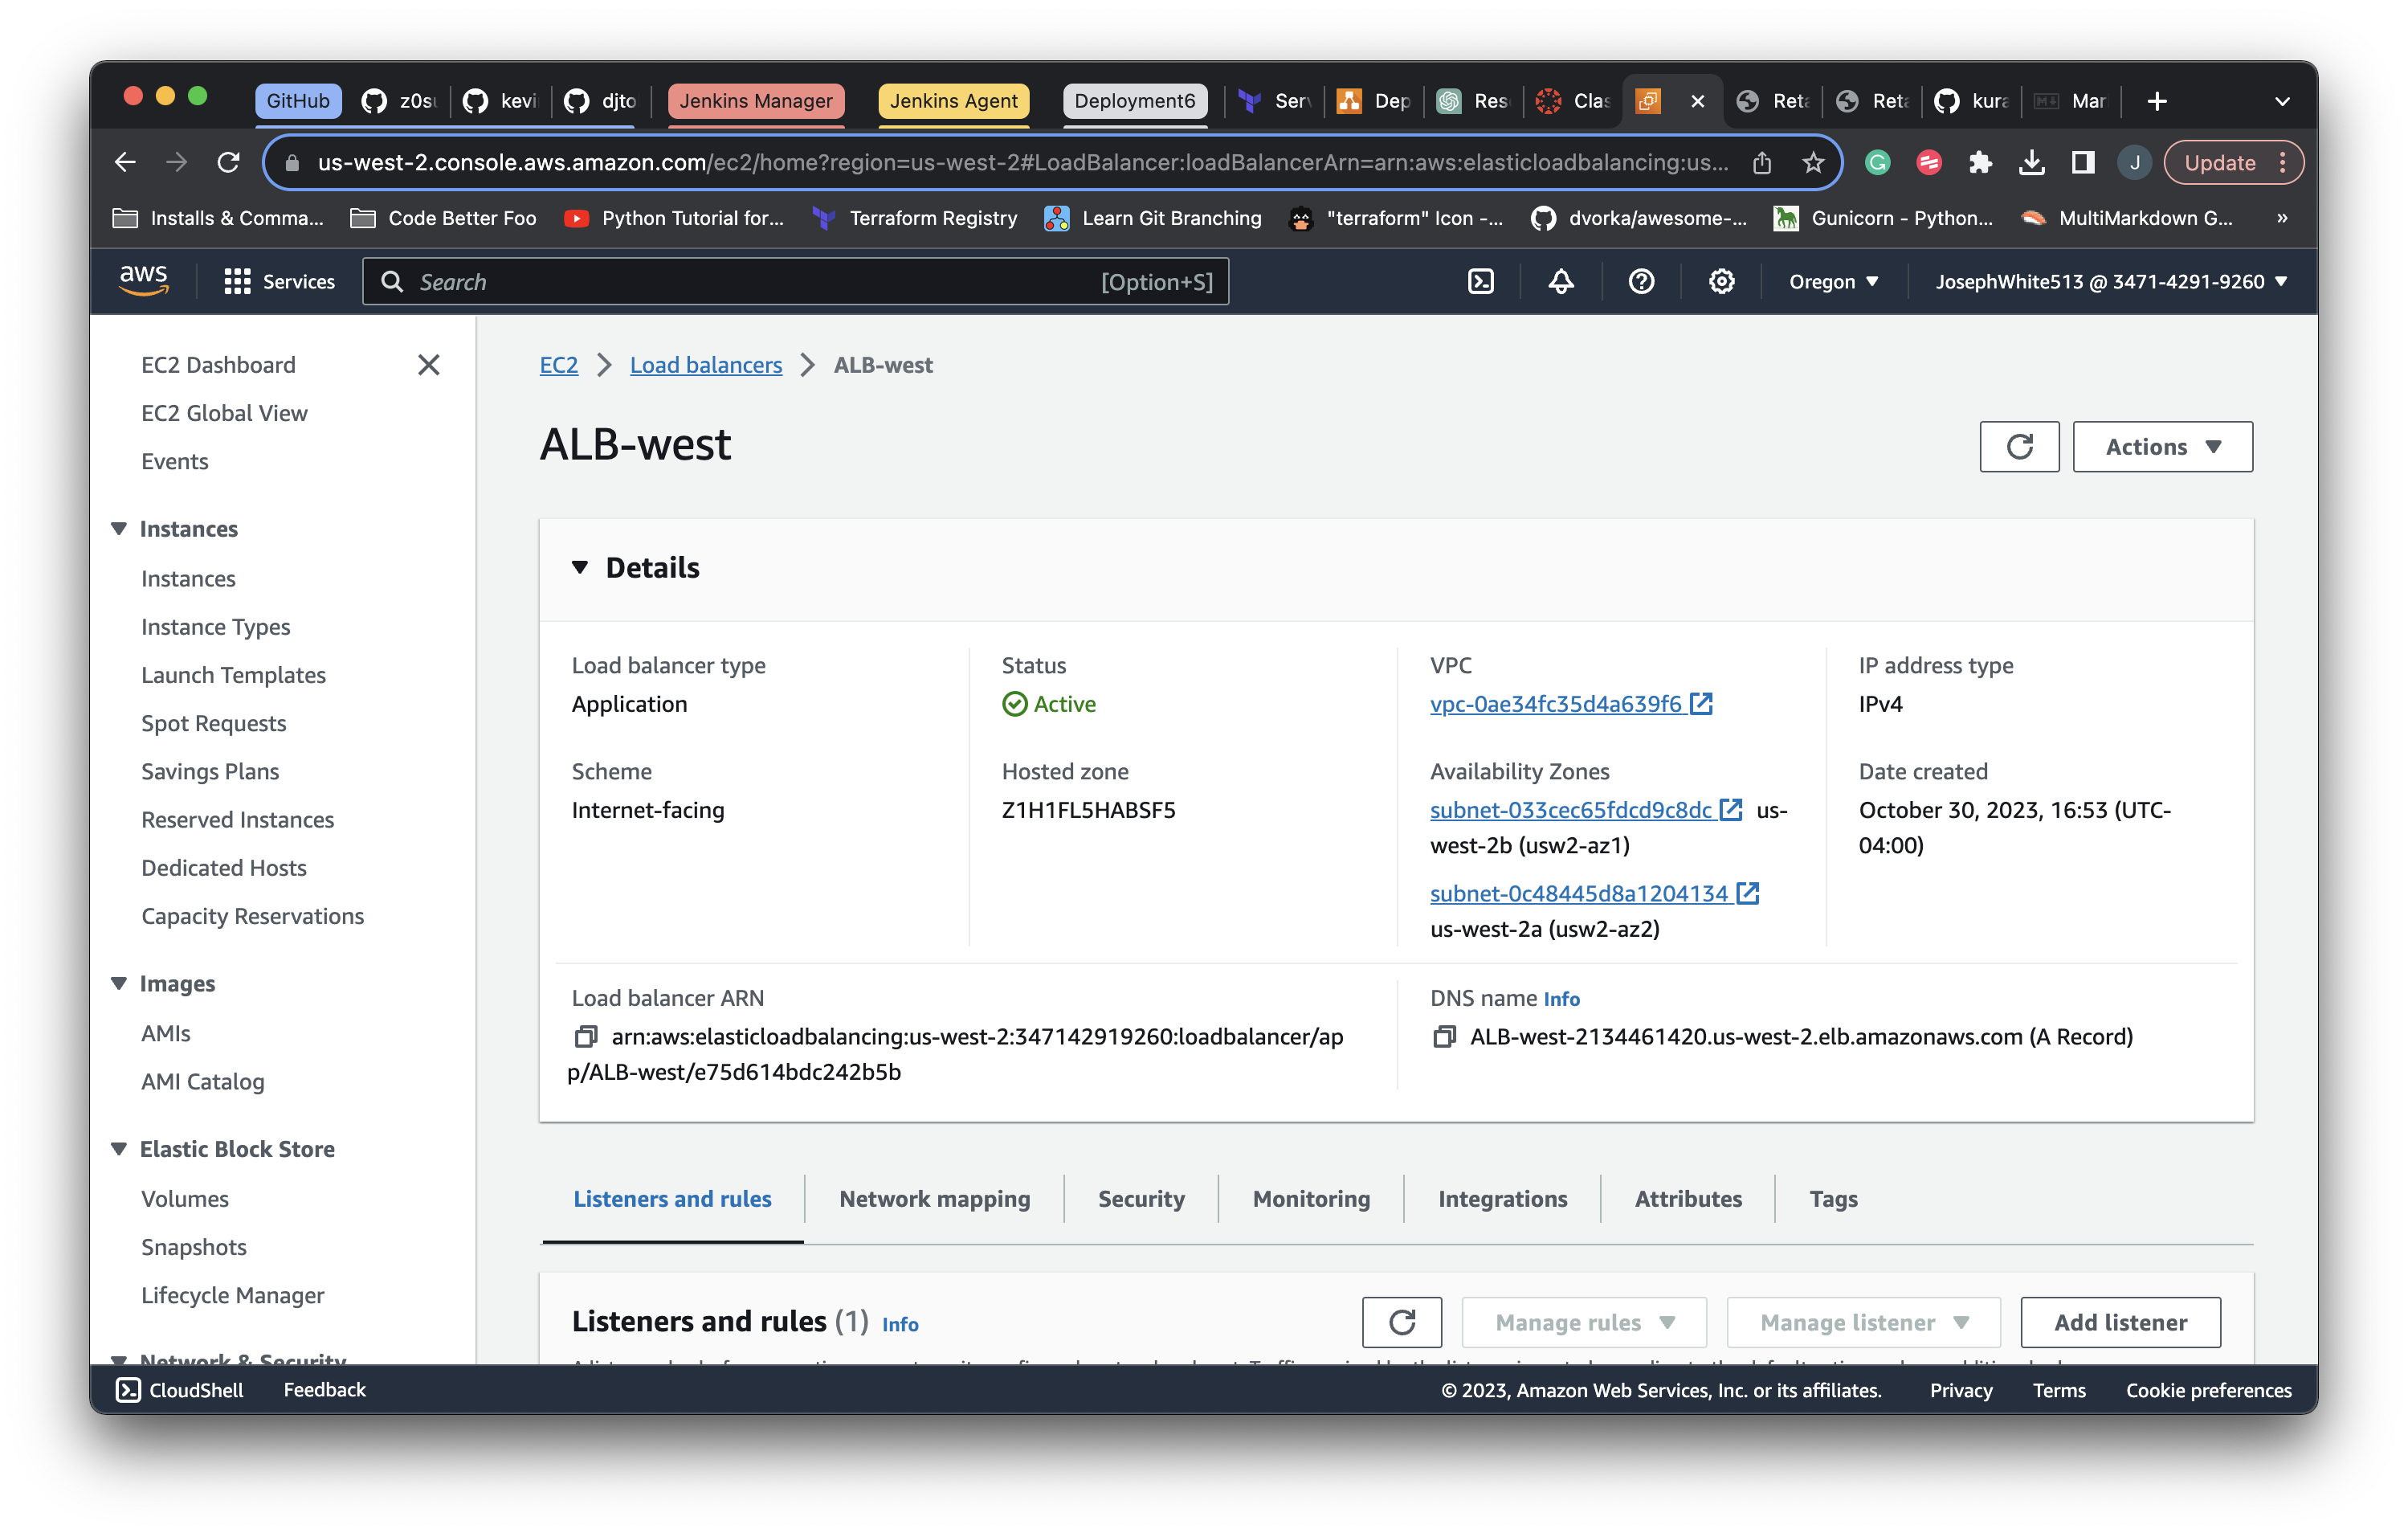 GitHub
kevi
djto
Jenkins Manager
Jenkins Agent
Deployment6
Ser
Dep
Res
Clas
Reta
Reta
kura
Mar
us-west-2.console.aws.amazon.com/ec2/home?region=us-west-2#LoadBalancer:loadBalancerArn=arn:aws:elasticloadbalancing:us...
J
Update
Installs & Comma...
Code Better Foo
Python Tutorial for...
Terraform Registry
Learn Git Branching
"terraform" Icon -...
dvorka/awesome-...
Gunicorn - Python...
MultiMarkdown G...
»
aws
Services
Search
[Option+S]
Oregon
JosephWhite513 @ 3471-4291-9260
EC2 Dashboard
EC2 Global View
Events
Instances
Instances
Instance Types
Launch Templates
Spot Requests
Savings Plans
Reserved Instances
Dedicated Hosts
Capacity Reservations
Images
AMIs
AMI Catalog
Elastic Block Store
Volumes
Snapshots
Lifecycle Manager
Network & Security
EC2 > Load balancers > ALB-west
ALB-west
Actions
Details
Load balancer type
Application
Status
Active
VPC
vpc-0ae34fc35d4a639f6
IP address type
IPv4
Scheme
Internet-facing
Hosted zone
Z1H1FL5HABSF5
Availability Zones
subnet-033cec65fdcd9c8dc us-
west-2b (usw2-az1)
subnet-0c48445d8a1204134
us-west-2a (usw2-az2)
Date created
October 30, 2023, 16:53 (UTC-
04:00)
Load balancer ARN
arn:aws:elasticloadbalancing:us-west-2:347142919260:loadbalancer/ap
p/ALB-west/e75d614bdc242b5b
DNS name Info
ALB-west-2134461420.us-west-2.elb.amazonaws.com (A Record)
Listeners and rules
Network mapping
Security
Monitoring
Integrations
Attributes
Tags
Listeners and rules (1) Info
Manage rules
Manage listener
Add listener
CloudShell
Feedback
© 2023, Amazon Web Services, Inc. or its affiliates.
Privacy
Terms
Cookie preferences